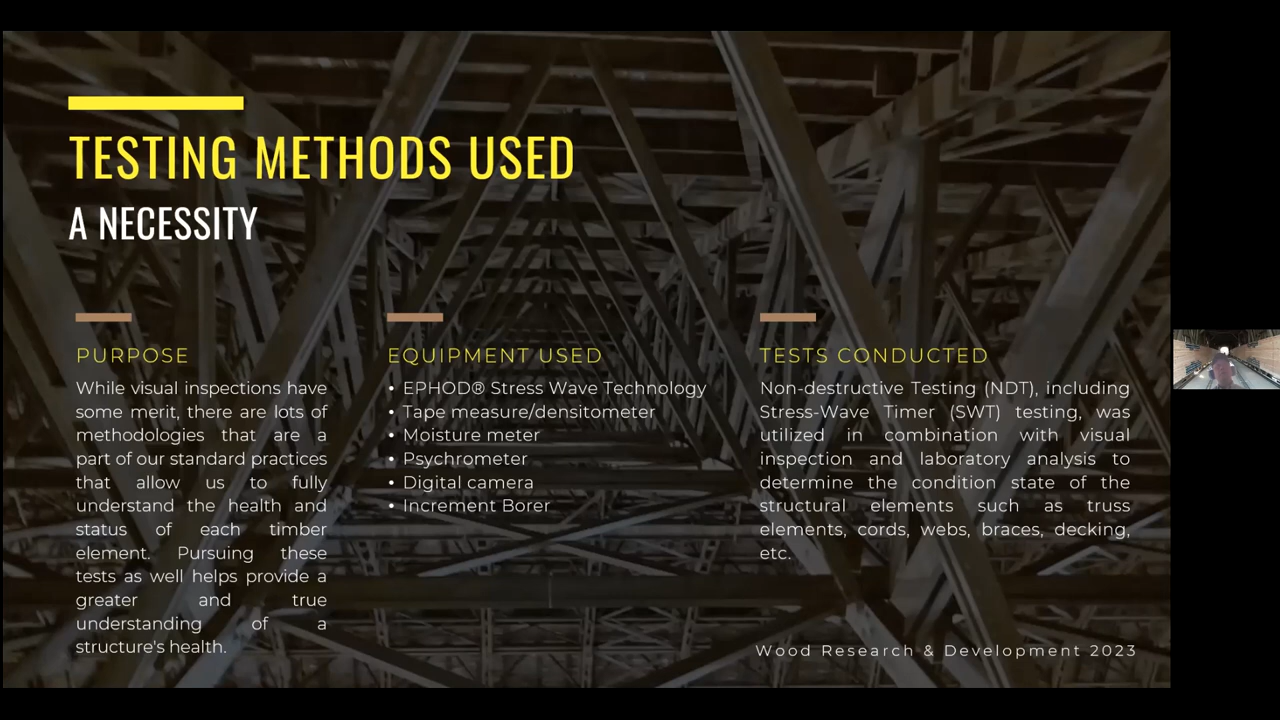 TESTING METHODS USED
A NECESSITY
PURPOSE
While visual inspections have
some merit, there are lots of
methodologies that are a
part of our standard practices
that allow us to fully
understand the health and
status of each timber
element. Pursuing these
tests as well helps provide a
greater and true
understanding of a
structure's health.
EQUIPMENT USED
• EPHOD® Stress Wave Technology
• Tape measure/densitometer
• Moisture meter
• Psychrometer
• Digital camera
• Increment Borer
TESTS CONDUCTED
Non-destructive Testing (NDT), including
Stress-Wave Timer (SWT) testing, was
utilized in combination with visual
inspection and laboratory analysis to
determine the condition state of the
structural elements such as truss
elements, cords, webs, braces, decking,
etc.
Wood Research & Development 2023